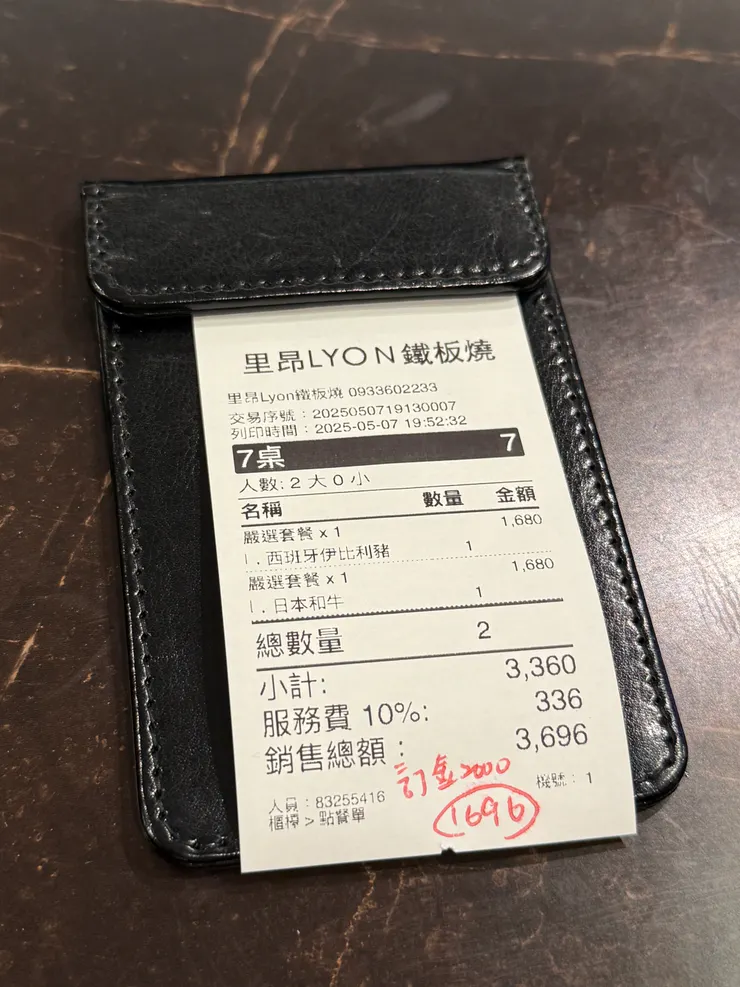 里昂LYON鐵板燒
里昂Lyon鐵板燒 0933602233
交易序號：2025050719130007
列印時間：2025-05-07 19:52:32
7桌 7
人數: 2 大 0 小
名稱 數量 金額
嚴選套餐 x 1 1,680
|．西班牙伊比利豬 1
嚴選套餐 x 1 1,680
|．日本和牛 1
總數量 2
小計: 3,360
服務費 10%: 336
銷售總額： 3,696
訂金2000
人員：83255416 機號：1
櫃檯 > 點餐單
1696